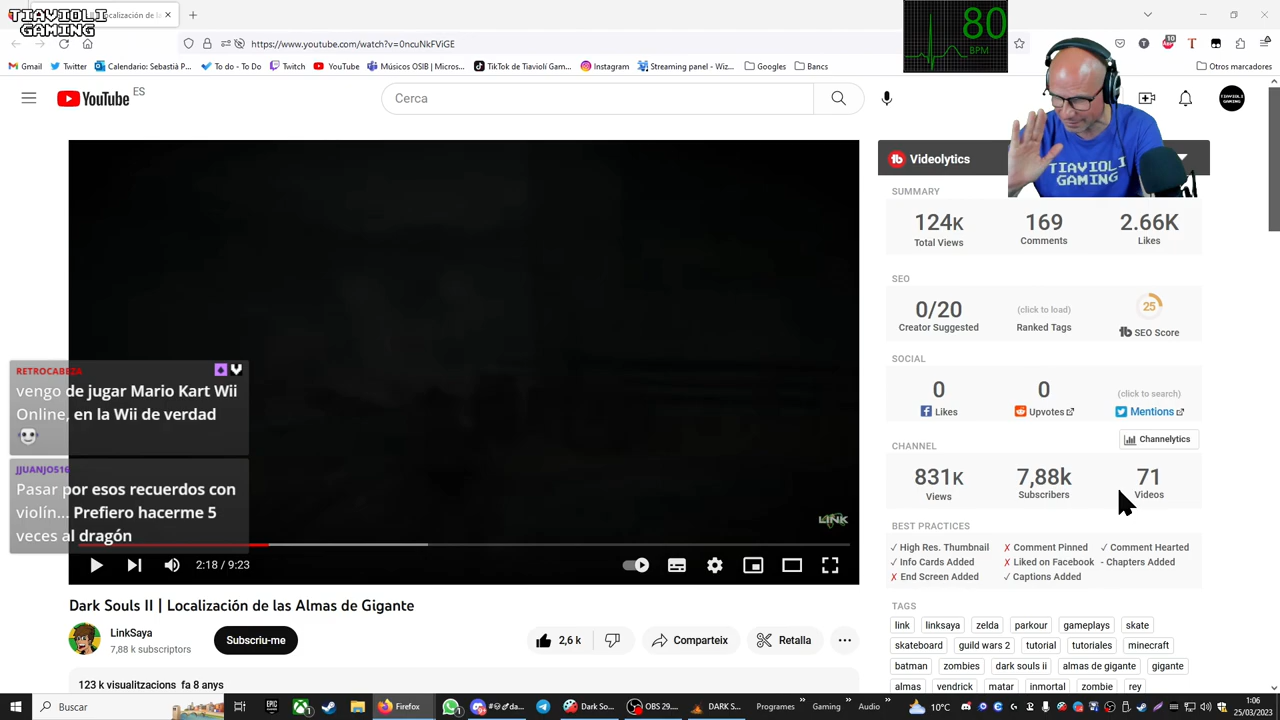 TIAVIOLI
GAMING
ocalización de la
https://www.youtube.com/watch?v=0ncuNkFViGE
80
BPM
10
Gmail
Twitter
Calendario: Sebastià P...
Twitch
YouTube
Músicos OSIB | Micros...
TikTok de Tiavioli Gam...
Instagram
Streaming panel - Wiz...
Googles
Bancs
Otros marcadores
YouTube
ES
Cerca
TIAVIOLI
GAMING
Videolytics
SUMMARY
124K
Total Views
169
Comments
2.66K
Likes
SEO
0/20
Creator Suggested
(click to load)
Ranked Tags
25
SEO Score
SOCIAL
0
Likes
0
Upvotes
(click to search)
Mentions
CHANNEL
Channelytics
831K
Views
7,88k
Subscribers
71
Videos
BEST PRACTICES
✓ High Res. Thumbnail
✗ Comment Pinned
✓ Comment Hearted
✓ Info Cards Added
✗ Liked on Facebook
- Chapters Added
✗ End Screen Added
✓ Captions Added
TAGS
link
linksaya
zelda
parkour
gameplays
skate
skateboard
guild wars 2
tutorial
tutoriales
minecraft
batman
zombies
dark souls ii
almas de gigante
gigante
almas
vendrick
matar
inmortal
zombie
rey
RETROCABEZA
vengo de jugar Mario Kart Wii
Online, en la Wii de verdad
JJUANJO516
Pasar por esos recuerdos con
violín... Prefiero hacerme 5
veces al dragón
LINK
2:18 / 9:23
Dark Souls II | Localización de las Almas de Gigante
LinkSaya
7,88 k subscriptors
Subscriu-me
2,6 k
Comparteix
Retalla
123 k visualitzacions fa 8 anys
Buscar
Firefox
Dark So...
OBS 29....
DARK S...
Programes
Gaming
Audio
10°C
1:06
25/03/2023